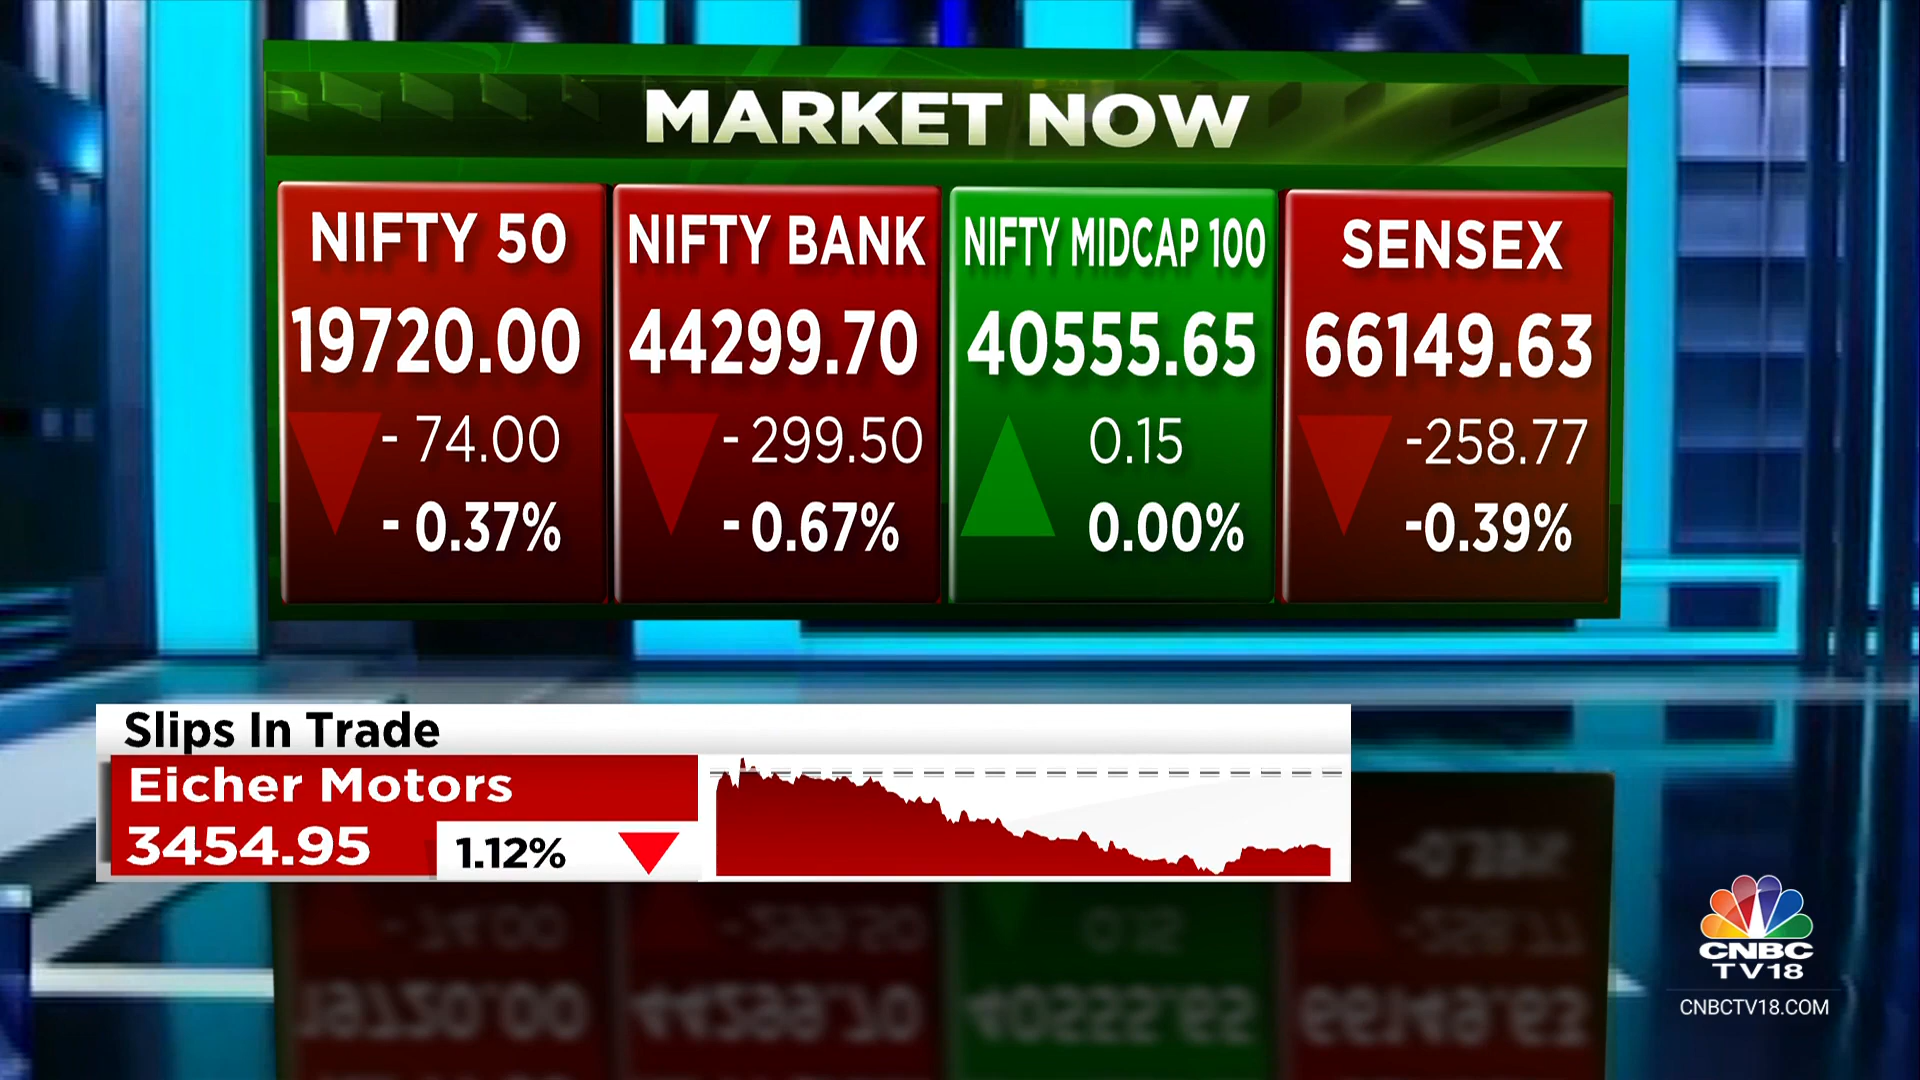 MARKET NOW
NIFTY 50
19720.00
- 74.00
- 0.37%
NIFTY BANK
44299.70
- 299.50
- 0.67%
NIFTY MIDCAP 100
40555.65
0.15
0.00%
SENSEX
66149.63
-258.77
-0.39%
Slips In Trade
Eicher Motors
3454.95
1.12%
CNBC
TV18
CNBCTV18.COM